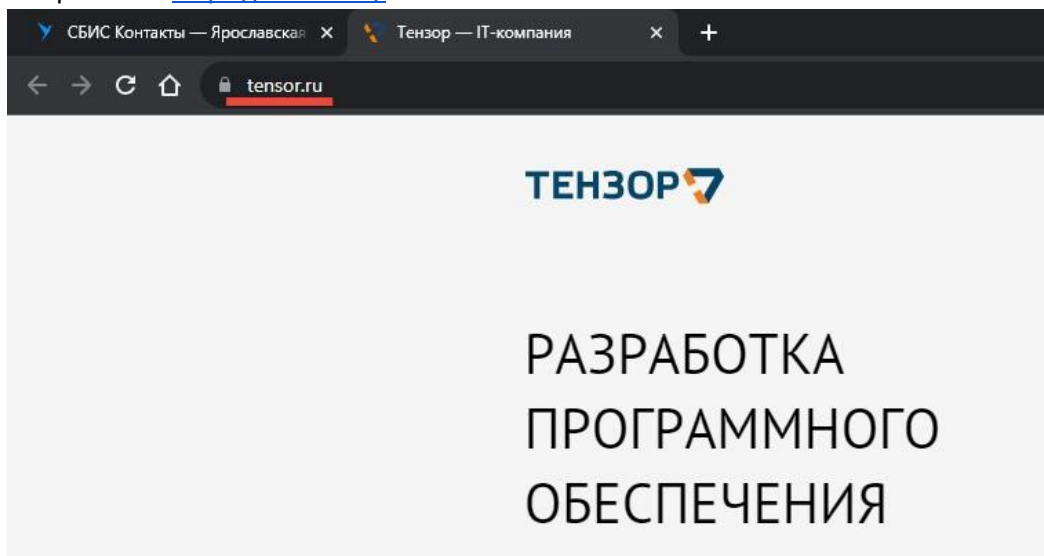 СБИС Контакты — Ярославская
Тензор — IT-компания
tensor.ru
ТЕНЗОР
РАЗРАБОТКА
ПРОГРАММНОГО
ОБЕСПЕЧЕНИЯ